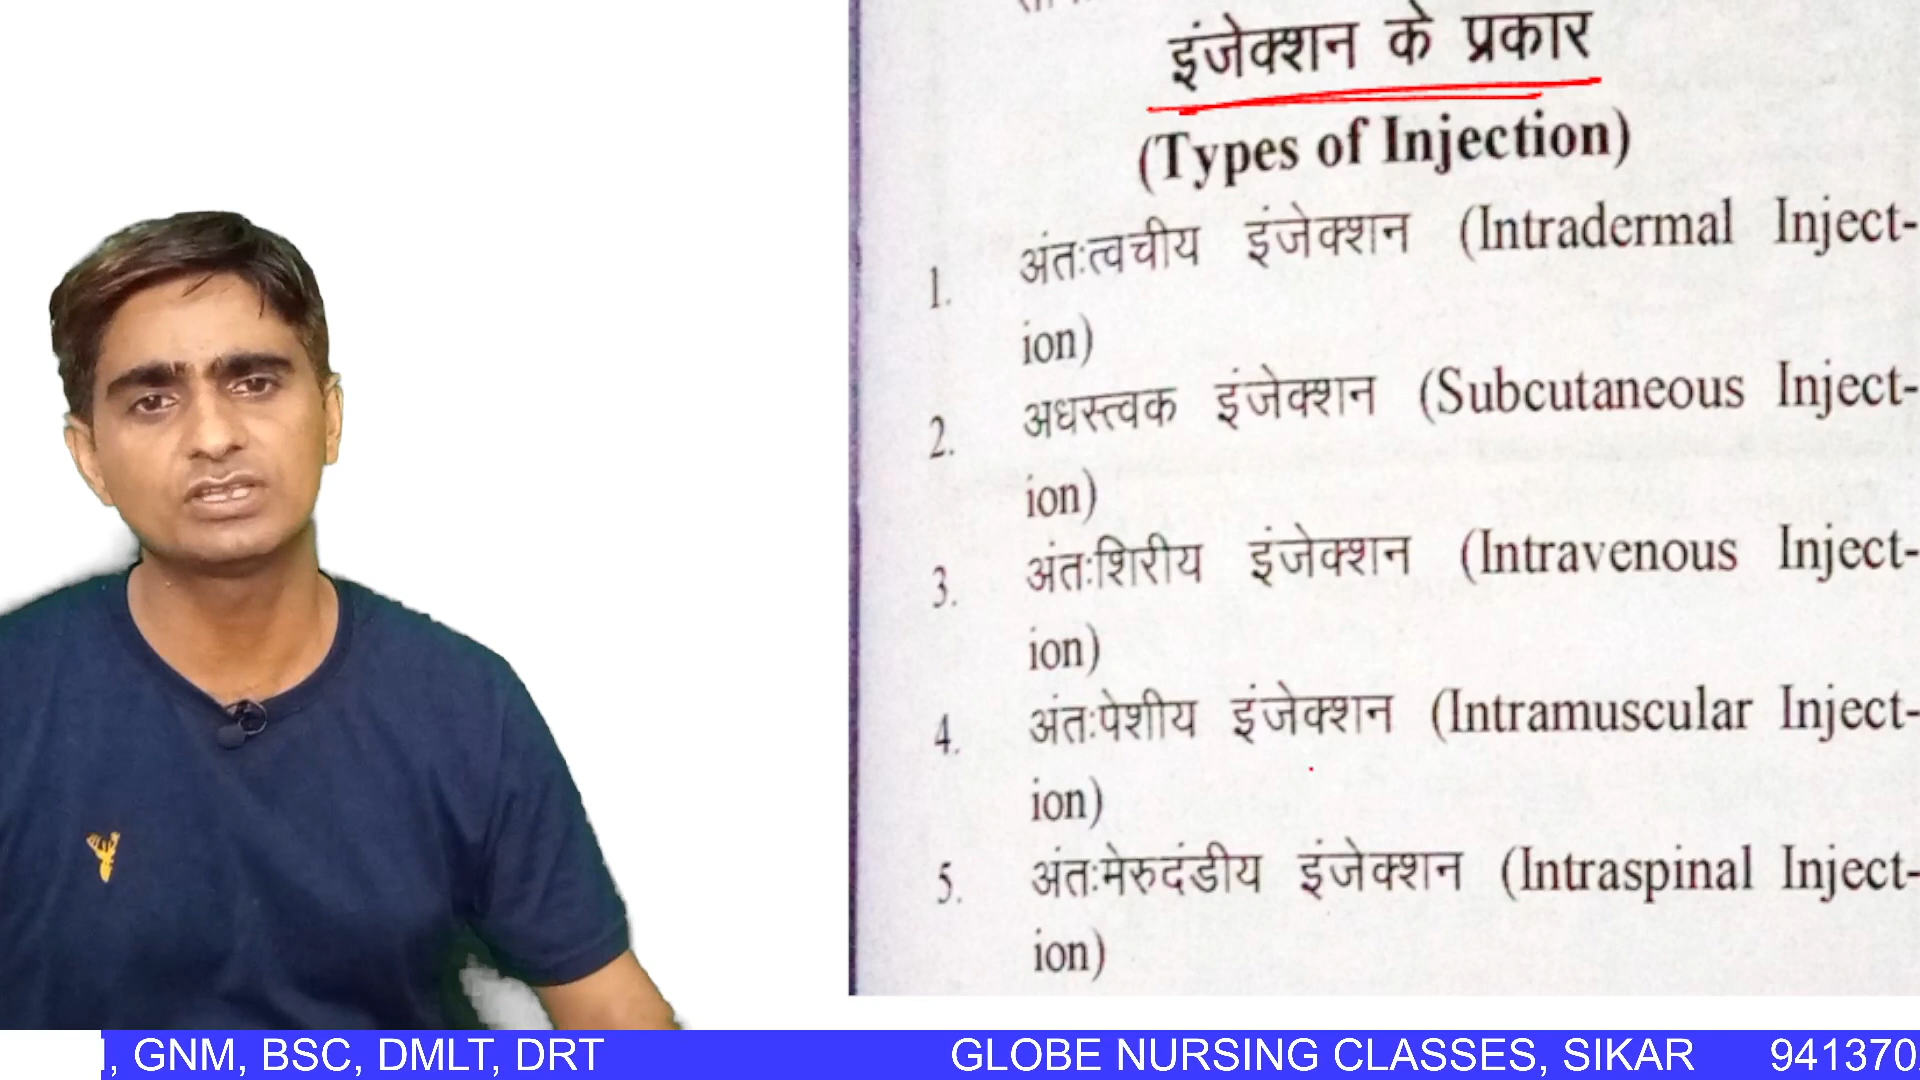 इंजेक्शन के प्रकार
(Types of Injection)
1. अंतःत्वचीय इंजेक्शन (Intradermal Inject-
ion)
2. अधस्त्वक इंजेक्शन (Subcutaneous Inject-
ion)
3. अंतःशिरीय इंजेक्शन (Intravenous Inject-
ion)
4. अंतःपेशीय इंजेक्शन (Intramuscular Inject-
ion)
5. अंतःमेरुदंडीय इंजेक्शन (Intraspinal Inject-
ion)
, GNM, BSC, DMLT, DRT GLOBE NURSING CLASSES, SIKAR 941370